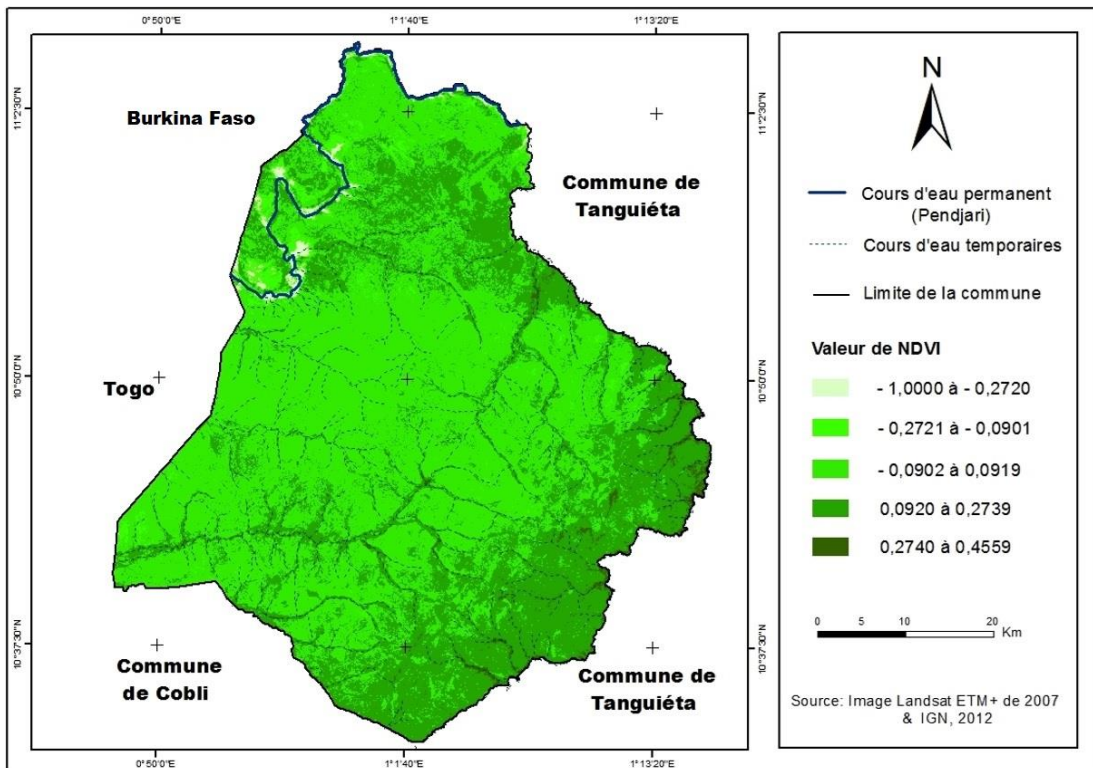 0°50'0"E
1°1'40"E
1°13'20"E
11°2'30"N
11°2'30"N
Burkina Faso
Commune de
Tanguiéta
Togo
10°50'0"N
10°50'0"N
10°37'30"N
10°37'30"N
Commune
de Cobli
Commune de
Tanguiéta
0°50'0"E
1°1'40"E
1°13'20"E
N
Cours d'eau permanent
(Pendjari)
Cours d'eau temporaires
Limite de la commune
Valeur de NDVI
- 1,0000 à - 0,2720
- 0,2721 à - 0,0901
- 0,0902 à 0,0919
0,0920 à 0,2739
0,2740 à 0,4559
0 5 10 20
Km
Source: Image Landsat ETM+ de 2007
& IGN, 2012